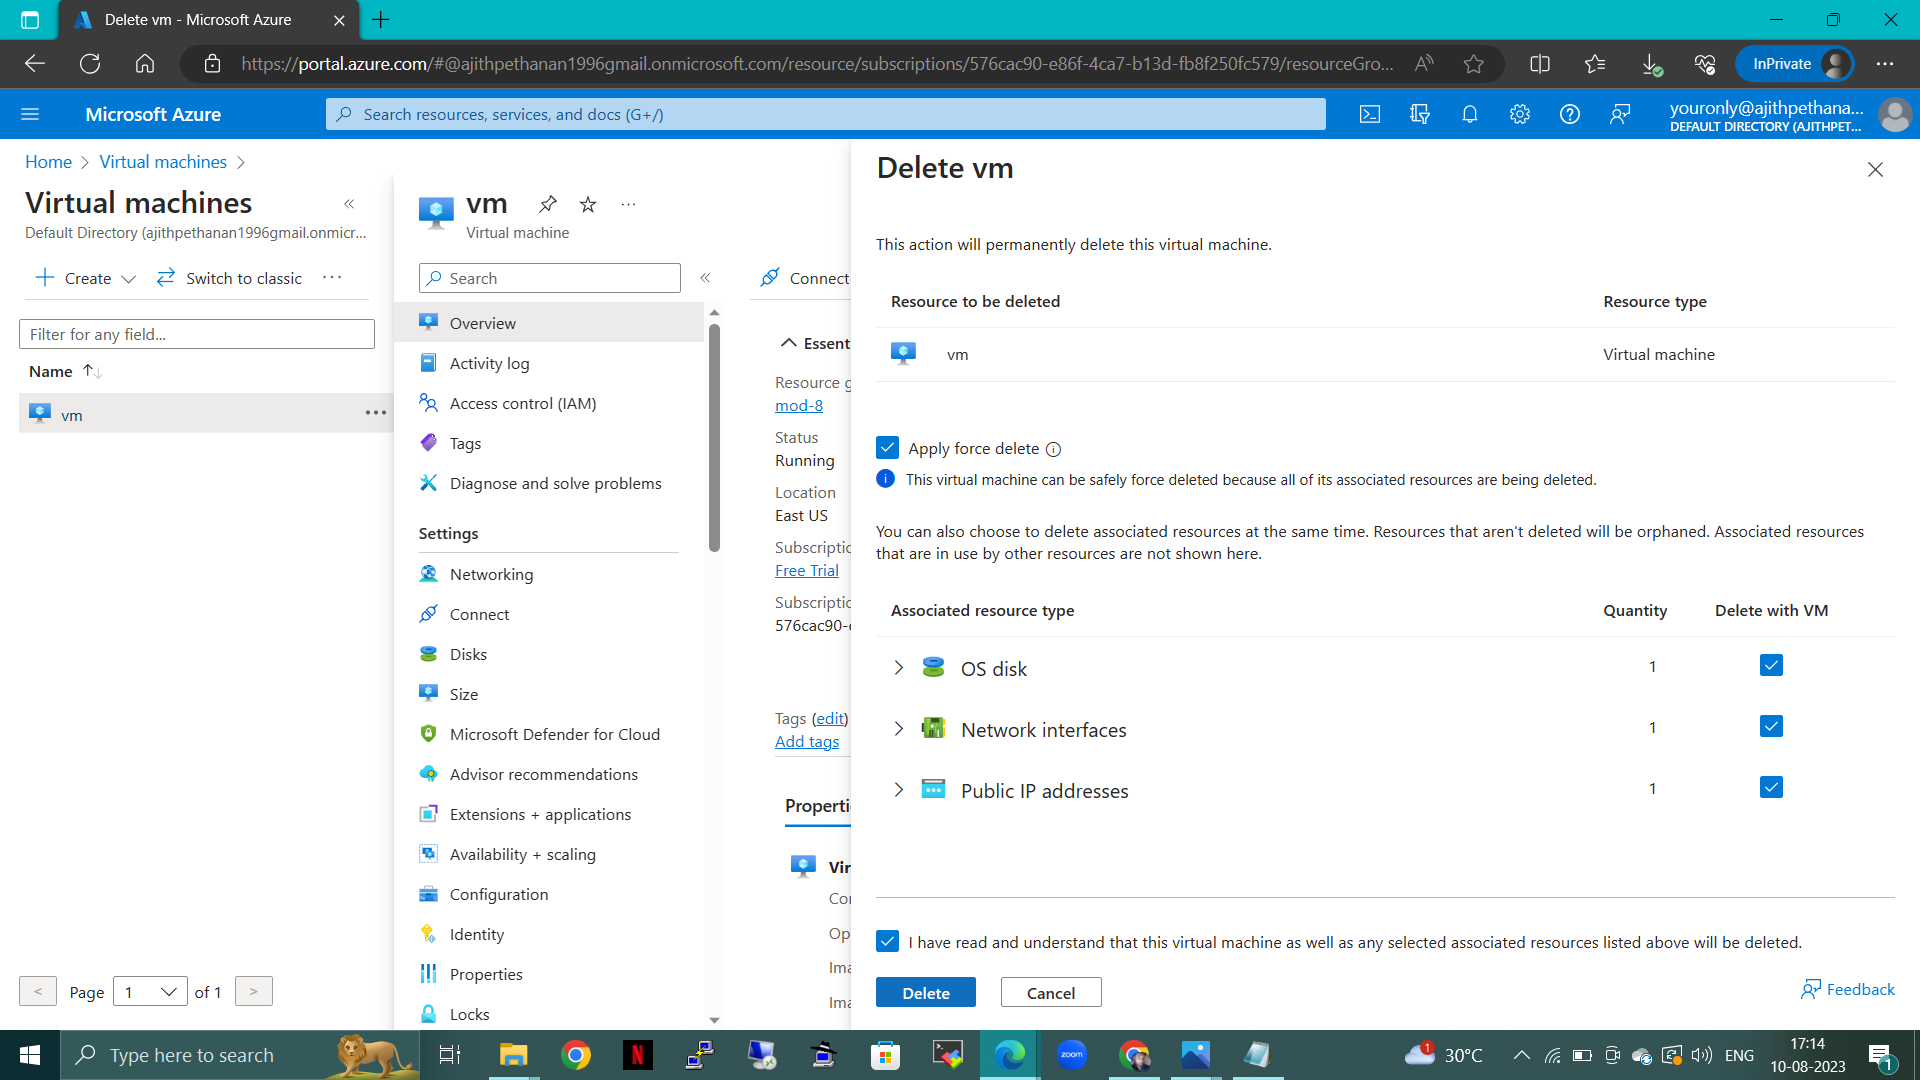 Delete vm - Microsoft Azure
https://portal.azure.com/#@ajithpethanan1996gmail.onmicrosoft.com/resource/subscriptions/576cac90-e86f-4ca7-b13d-fb8f250fc579/resourceGro...
InPrivate
Microsoft Azure
Search resources, services, and docs (G+/)
youronly@ajithpethana...
DEFAULT DIRECTORY (AJITHPET...
Home > Virtual machines >
Virtual machines
Default Directory (ajithpethanan1996gmail.onmicr...
Create
Switch to classic
Filter for any field...
Name
vm
Page 1 of 1
vm
Virtual machine
Search
Overview
Activity log
Access control (IAM)
Tags
Diagnose and solve problems
Settings
Networking
Connect
Disks
Size
Microsoft Defender for Cloud
Advisor recommendations
Extensions + applications
Availability + scaling
Configuration
Identity
Properties
Locks
Connect
Essent
Resource g
mod-8
Status
Running
Location
East US
Subscriptio
Free Trial
Subscriptio
576cac90-e
Tags (edit)
Add tags
Properti
Vir
Co
Op
Ima
Ima
Delete vm
This action will permanently delete this virtual machine.
Resource to be deleted Resource type
vm Virtual machine
Apply force delete
This virtual machine can be safely force deleted because all of its associated resources are being deleted.
You can also choose to delete associated resources at the same time. Resources that aren't deleted will be orphaned. Associated resources
that are in use by other resources are not shown here.
Associated resource type Quantity Delete with VM
OS disk 1
Network interfaces 1
Public IP addresses 1
I have read and understand that this virtual machine as well as any selected associated resources listed above will be deleted.
Delete Cancel
Feedback
Type here to search
zoom
1
30°C
ENG
17:14
10-08-2023
1